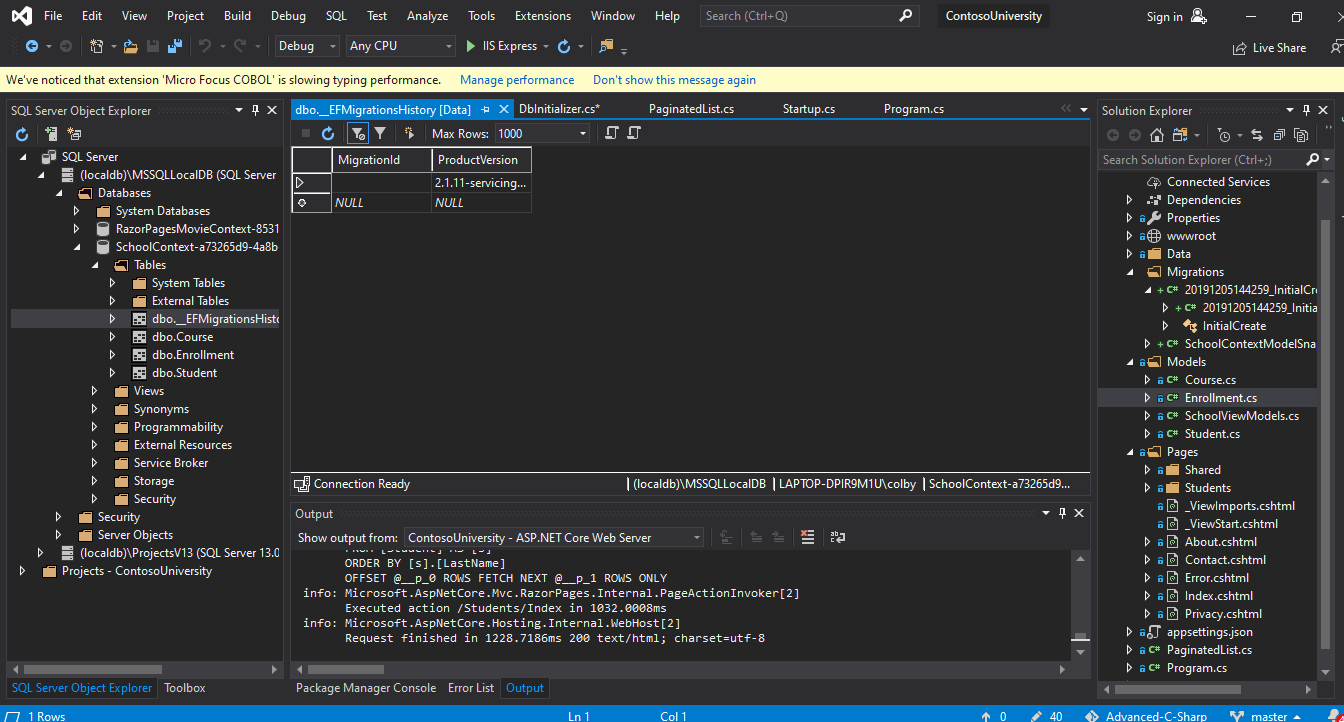 File Edit View Project Build Debug SQL Test Analyze Tools Extensions Window Help Search (Ctrl+Q) ContosoUniversity Sign in
Debug Any CPU IIS Express Live Share
We've noticed that extension 'Micro Focus COBOL' is slowing typing performance. Manage performance Don't show this message again
SQL Server Object Explorer
SQL Server
(localdb)\MSSQLLocalDB (SQL Server
Databases
System Databases
RazorPagesMovieContext-8531
SchoolContext-a73265d9-4a8b
Tables
System Tables
External Tables
dbo.__EFMigrationsHisto
dbo.Course
dbo.Enrollment
dbo.Student
Views
Synonyms
Programmability
External Resources
Service Broker
Storage
Security
Security
Server Objects
(localdb)\ProjectsV13 (SQL Server 13.0
Projects - ContosoUniversity
SQL Server Object Explorer Toolbox
dbo.__EFMigrationsHistory [Data] DbInitializer.cs* PaginatedList.cs Startup.cs Program.cs
Max Rows: 1000
MigrationId ProductVersion
2.1.11-servicing...
NULL NULL
Connection Ready (localdb)\MSSQLLocalDB LAPTOP-DPIR9M1U\colby SchoolContext-a73265d9...
Output
Show output from: ContosoUniversity - ASP.NET Core Web Server
FROM [Student] AS [s]
ORDER BY [s].[LastName]
OFFSET @__p_0 ROWS FETCH NEXT @__p_1 ROWS ONLY
info: Microsoft.AspNetCore.Mvc.RazorPages.Internal.PageActionInvoker[2]
Executed action /Students/Index in 1032.0008ms
info: Microsoft.AspNetCore.Hosting.Internal.WebHost[2]
Request finished in 1228.7186ms 200 text/html; charset=utf-8
Package Manager Console Error List Output
Solution Explorer
Search Solution Explorer (Ctrl+;)
Connected Services
Dependencies
Properties
wwwroot
Data
Migrations
C# 20191205144259_InitialCr
C# 20191205144259_Initia
InitialCreate
C# SchoolContextModelSna
Models
C# Course.cs
C# Enrollment.cs
C# SchoolViewModels.cs
C# Student.cs
Pages
Shared
Students
_ViewImports.cshtml
_ViewStart.cshtml
About.cshtml
Contact.cshtml
Error.cshtml
Index.cshtml
Privacy.cshtml
appsettings.json
C# PaginatedList.cs
C# Program.cs
1 Rows Ln 1 Col 1 0 40 Advanced-C-Sharp master